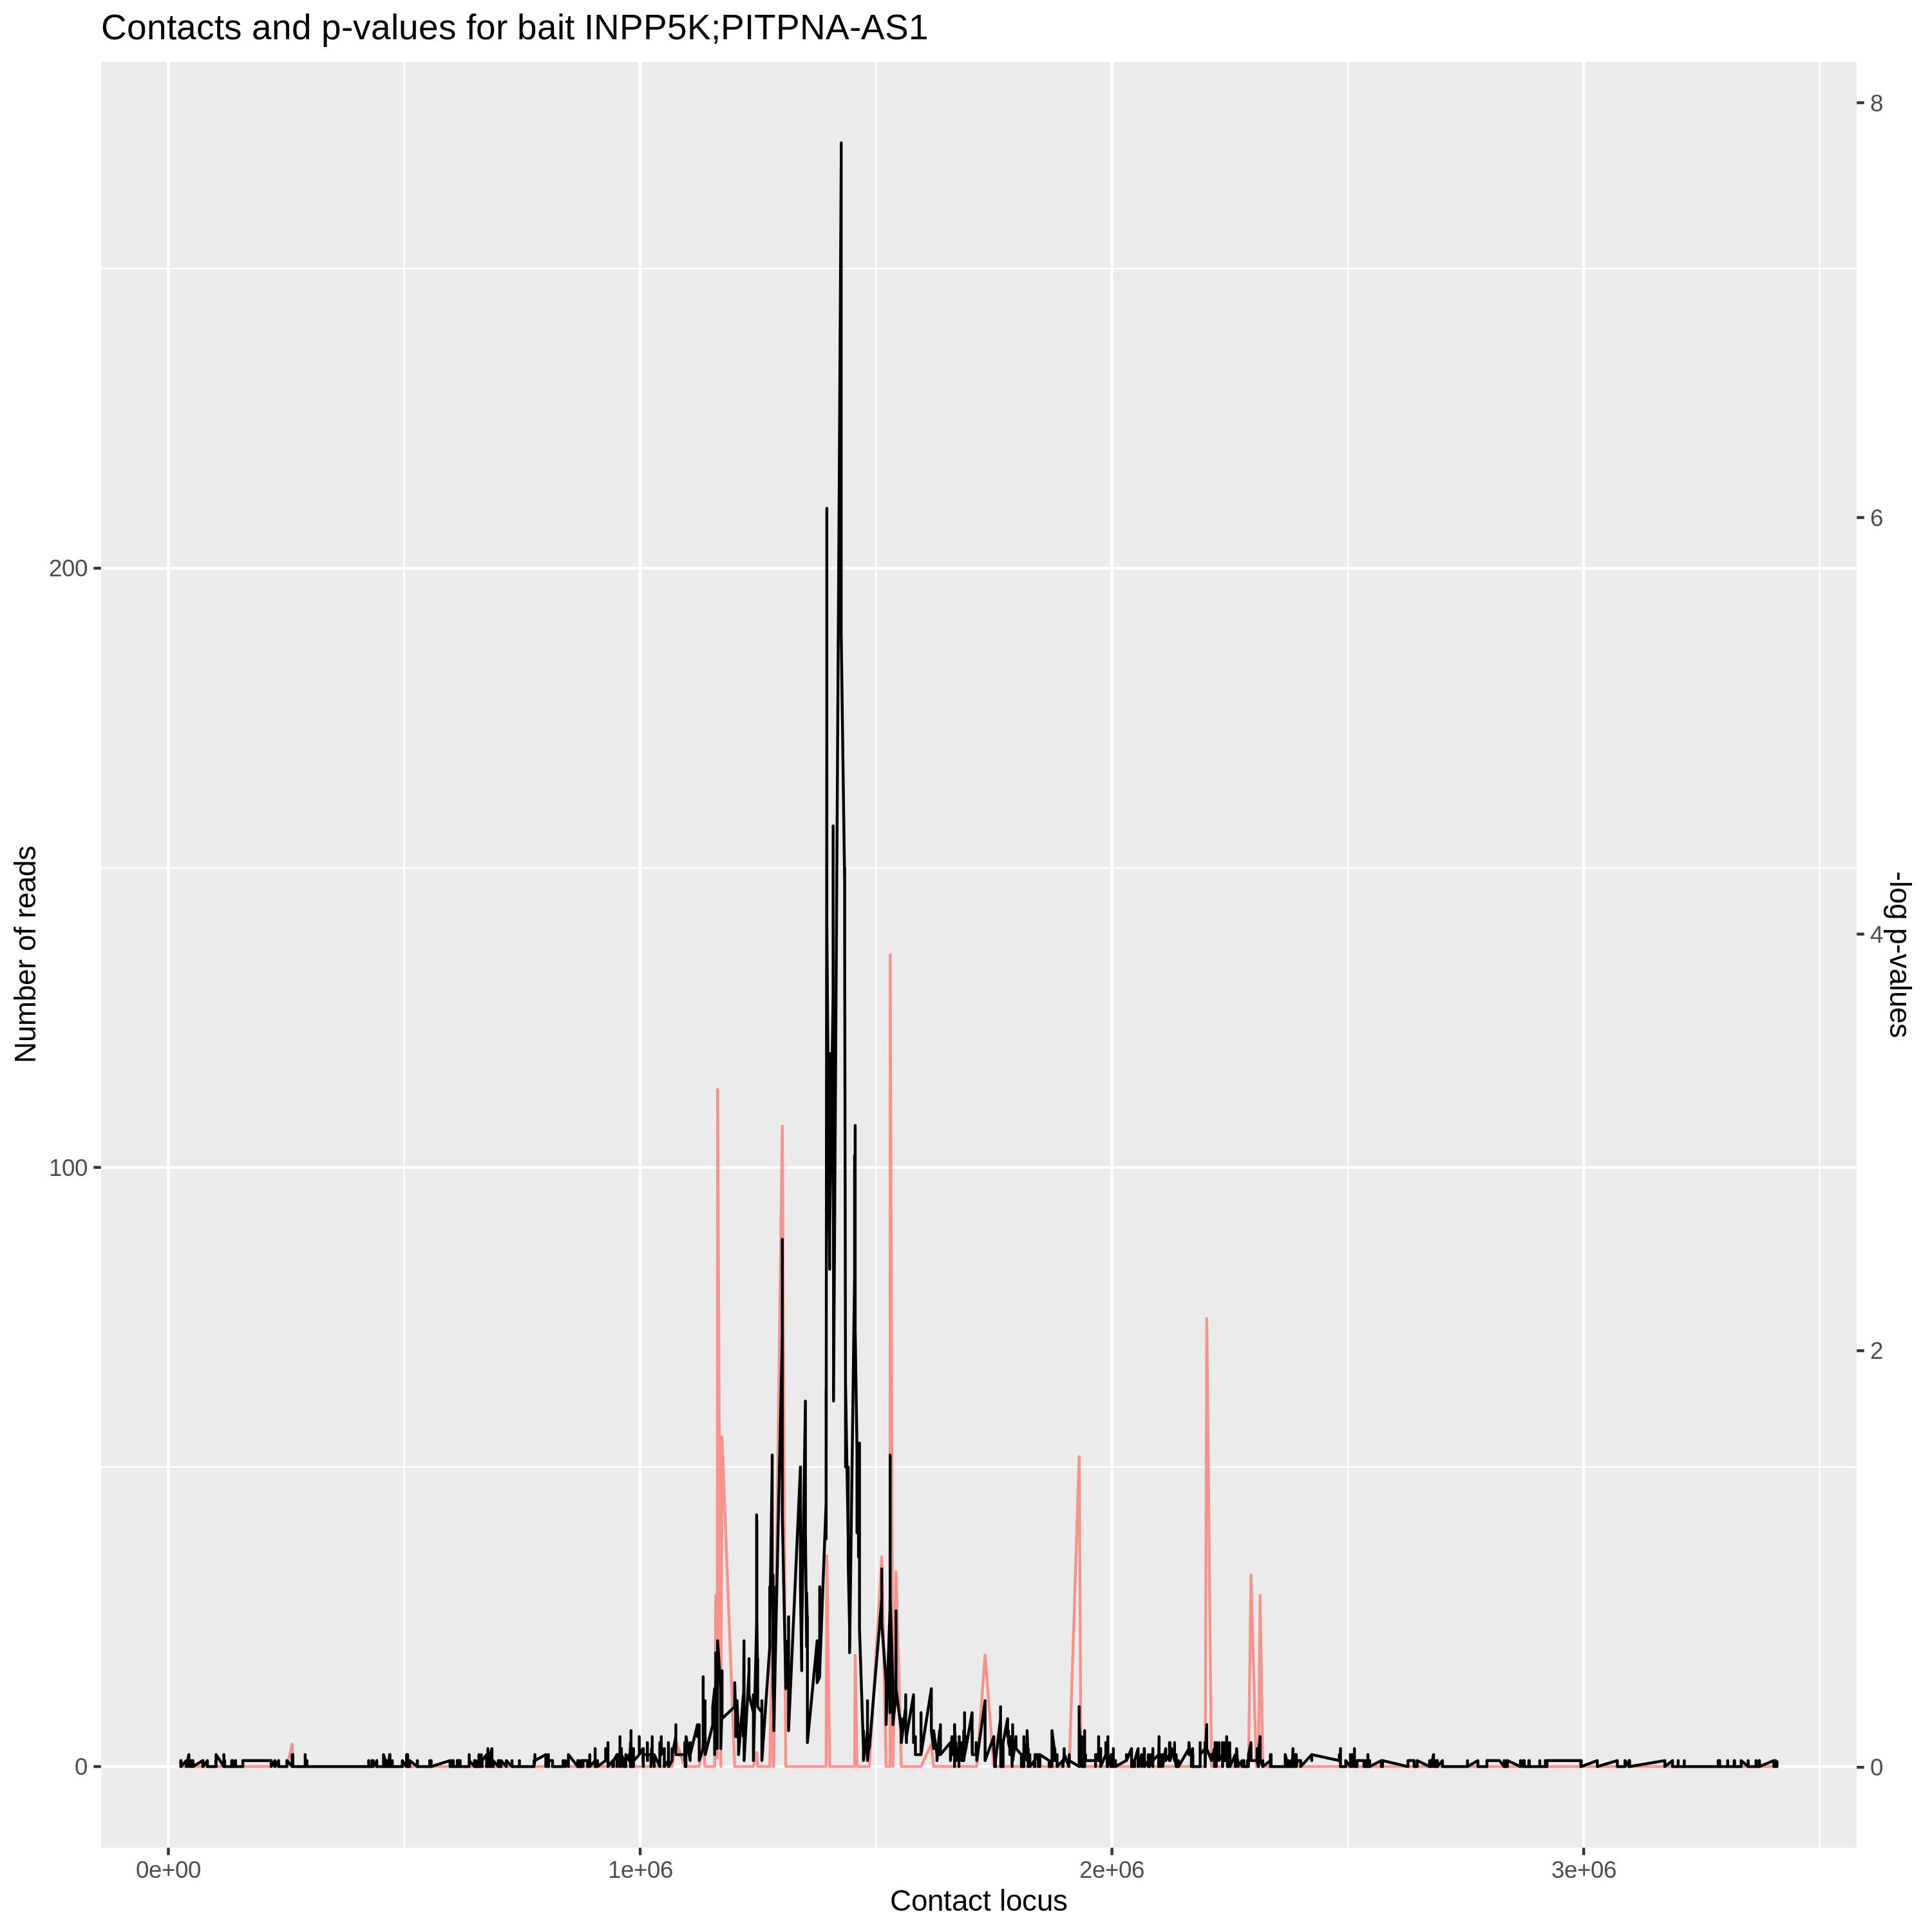 Contacts and p-values for bait INPP5K;PITPNA-AS1
8
6
200
Number of reads
4
-log p-values
100
2
0
0
0e+00
1e+06
2e+06
3e+06
Contact locus